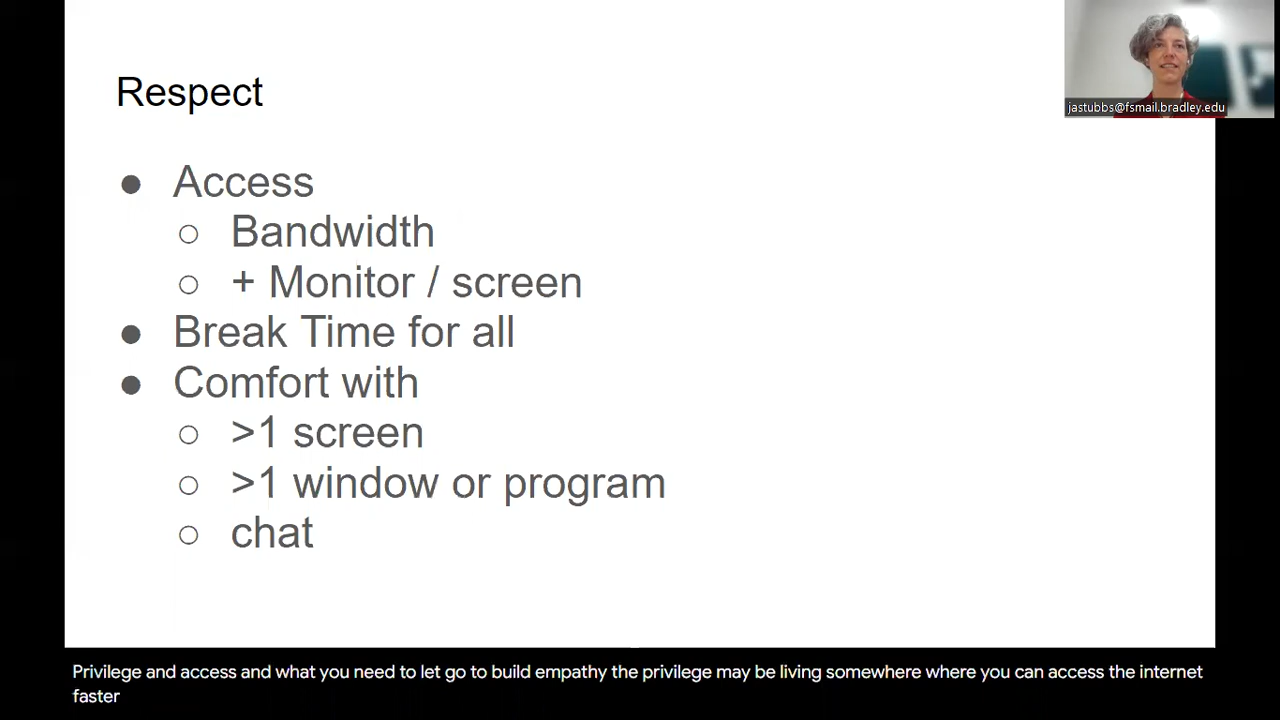 Respect
jastubbs@fsmail.bradley.edu
● Access
○ Bandwidth
○ + Monitor / screen
● Break Time for all
● Comfort with
○ >1 screen
○ >1 window or program
○ chat
Privilege and access and what you need to let go to build empathy the privilege may be living somewhere where you can access the internet
faster